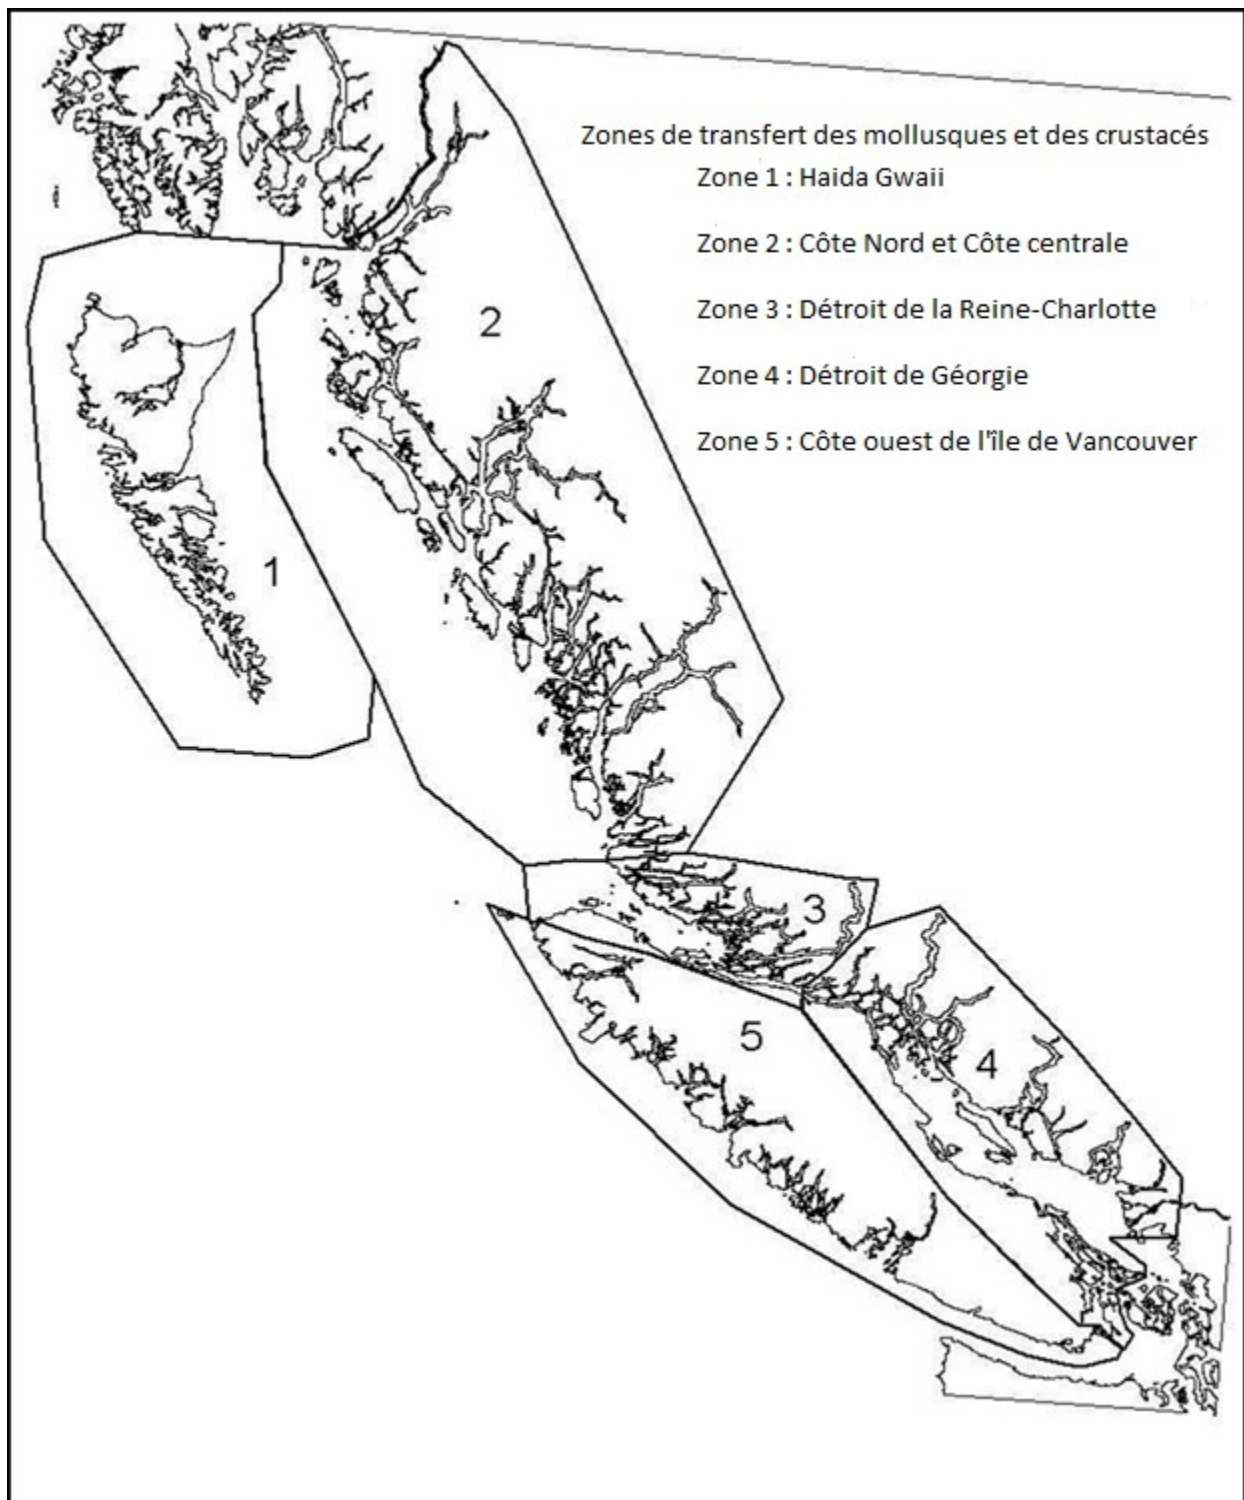 Zones de transfert des mollusques et des crustacés
Zone 1 : Haida Gwaii
Zone 2 : Côte Nord et Côte centrale
Zone 3 : Détroit de la Reine-Charlotte
Zone 4 : Détroit de Géorgie
Zone 5 : Côte ouest de l'île de Vancouver
2
1
3
5
4